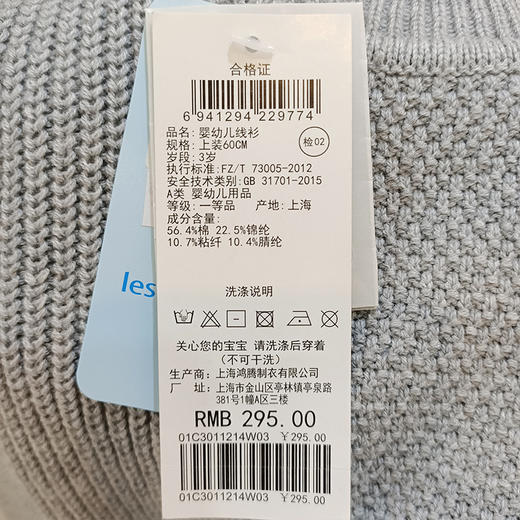 合格证
6 941294 229774
品名: 婴幼儿线衫
规格: 上装60CM
检02
岁段: 3岁
执行标准:FZ/T 73005-2012
安全技术类别:GB 31701-2015
A类 婴幼儿用品
等级: 一等品 产地: 上海
成分含量:
56.4%棉 22.5%锦纶
10.7%粘纤 10.4%腈纶
les
洗涤说明
关心您的宝宝 请洗涤后穿着
(不可干洗)
生产商: 上海鸿腾制衣有限公司
厂 址: 上海市金山区亭林镇亭泉路
381号1幢A区三楼
RMB 295.00
01C3011214W03 ￥295.00
01C3011214W03 ￥295.00